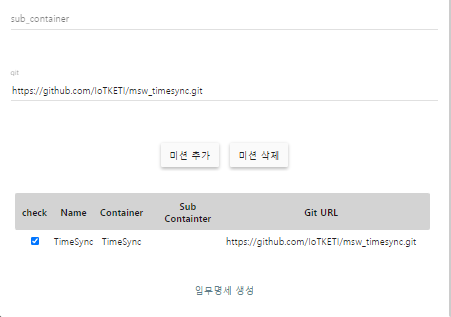 sub_container
git
https://github.com/IoTKETI/msw_timesync.git
미션 추가 미션 삭제
check Name Container Sub Containter Git URL
TimeSync TimeSync https://github.com/IoTKETI/msw_timesync.git
임무명세 생성